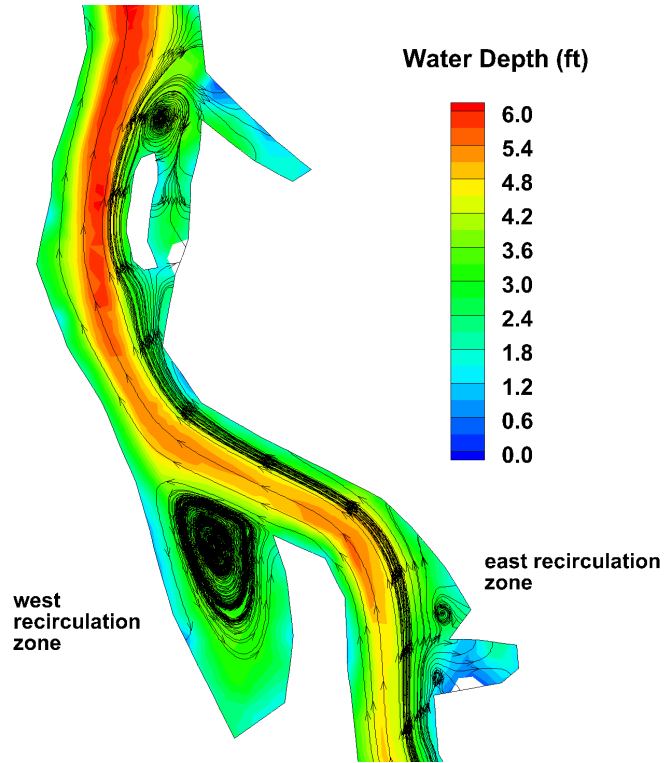 Water Depth (ft)
6.0
5.4
4.8
4.2
3.6
3.0
2.4
1.8
1.2
0.6
0.0
east recirculation
zone
west
recirculation
zone